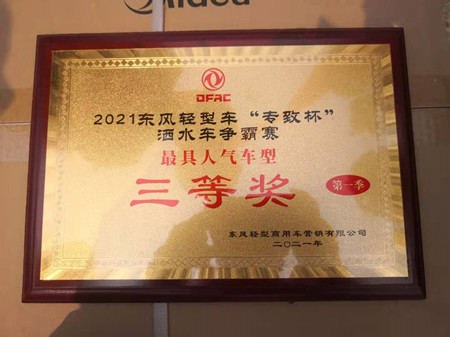 Midea
DFAC
2021东风轻型车“专致杯”
洒水车争霸赛
最具人气车型
三等奖
第一季
东风轻型商用车营销有限公司
二〇二一年